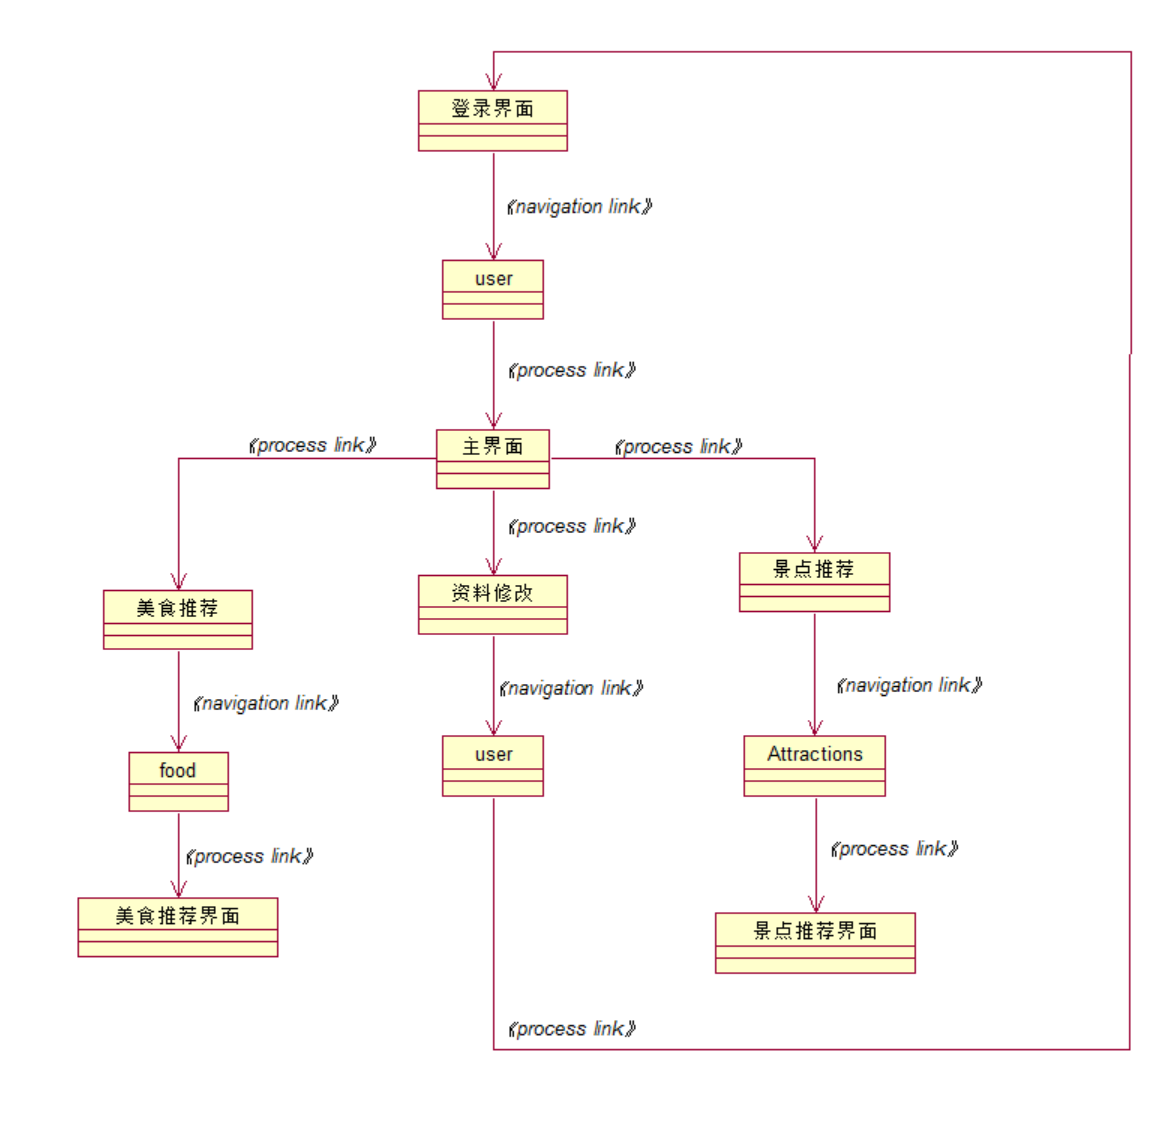 登录界面
《navigation link》
user
《process link》
主界面
《process link》
《process link》
《process link》
景点推荐
资料修改
美食推荐
《navigation link》
《navigation link》
《navigation link》
user
Attractions
food
《process link》
《process link》
美食推荐界面
景点推荐界面
《process link》